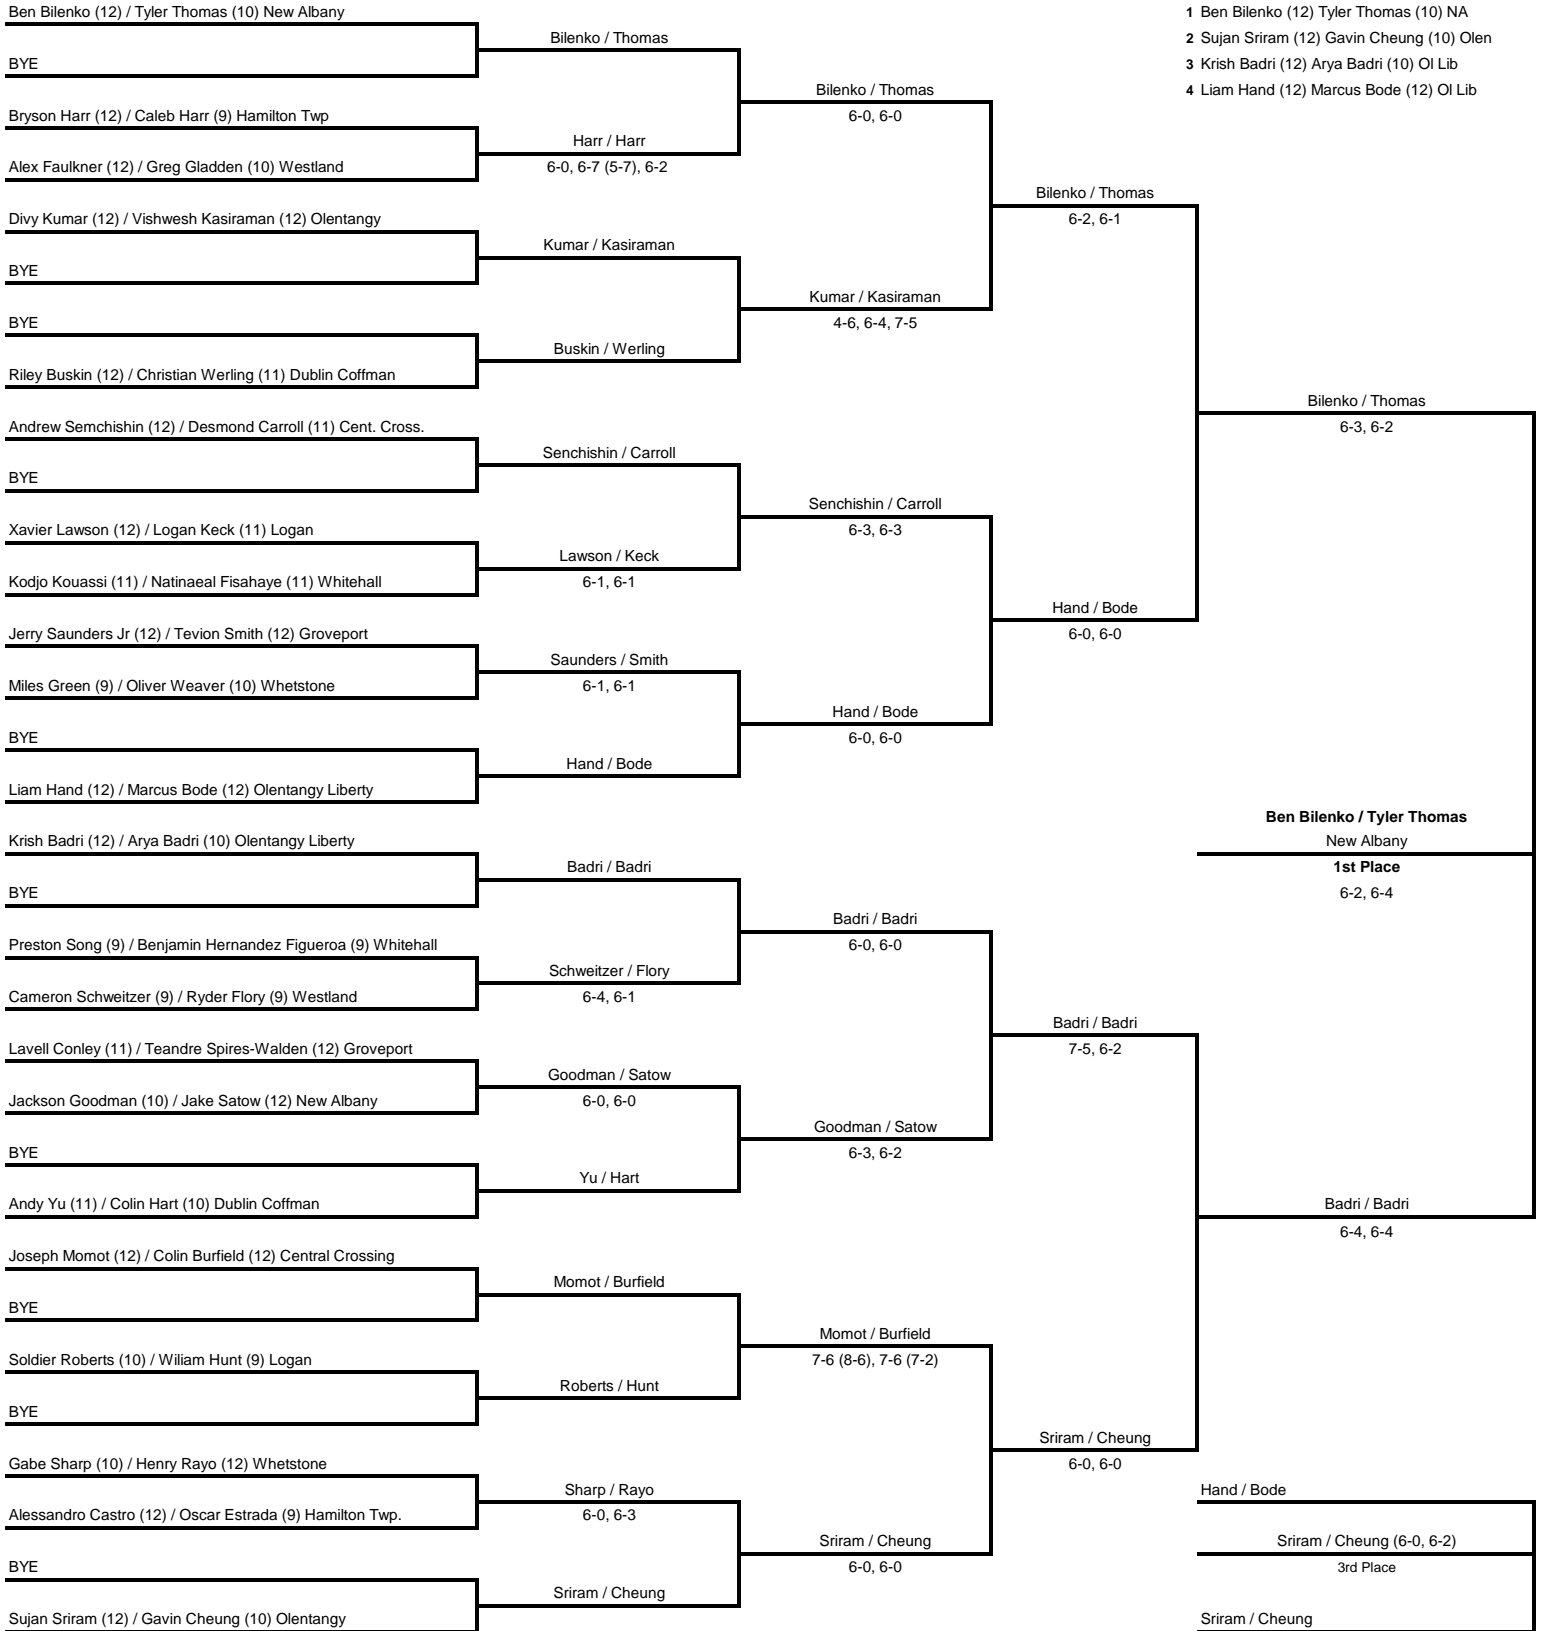 Ben Bilenko (12) / Tyler Thomas (10) New Albany
BYE
Bryson Harr (12) / Caleb Harr (9) Hamilton Twp
Alex Faulkner (12) / Greg Gladden (10) Westland
Divy Kumar (12) / Vishwesh Kasiraman (12) Olentangy
BYE
BYE
Riley Buskin (12) / Christian Werling (11) Dublin Coffman
Andrew Semchishin (12) / Desmond Carroll (11) Cent. Cross.
BYE
Xavier Lawson (12) / Logan Keck (11) Logan
Kodjo Kouassi (11) / Natinaeal Fisahaye (11) Whitehall
Jerry Saunders Jr (12) / Tevion Smith (12) Groveport
Miles Green (9) / Oliver Weaver (10) Whetstone
BYE
Liam Hand (12) / Marcus Bode (12) Olentangy Liberty
Krish Badri (12) / Arya Badri (10) Olentangy Liberty
BYE
Preston Song (9) / Benjamin Hernandez Figueroa (9) Whitehall
Cameron Schweitzer (9) / Ryder Flory (9) Westland
Lavell Conley (11) / Teandre Spires-Walden (12) Groveport
Jackson Goodman (10) / Jake Satow (12) New Albany
BYE
Andy Yu (11) / Colin Hart (10) Dublin Coffman
Joseph Momot (12) / Colin Burfield (12) Central Crossing
BYE
Soldier Roberts (10) / Wiliam Hunt (9) Logan
BYE
Gabe Sharp (10) / Henry Rayo (12) Whetstone
Alessandro Castro (12) / Oscar Estrada (9) Hamilton Twp.
BYE
Sujan Sriram (12) / Gavin Cheung (10) Olentangy
Bilenko / Thomas
Harr / Harr
6-0, 6-7 (5-7), 6-2
Kumar / Kasiraman
Buskin / Werling
Senchishin / Carroll
Lawson / Keck
6-1, 6-1
Saunders / Smith
6-1, 6-1
Hand / Bode
Badri / Badri
Schweitzer / Flory
6-4, 6-1
Goodman / Satow
6-0, 6-0
Yu / Hart
Momot / Burfield
Roberts / Hunt
Sharp / Rayo
6-0, 6-3
Sriram / Cheung
Bilenko / Thomas
6-0, 6-0
Kumar / Kasiraman
4-6, 6-4, 7-5
Senchishin / Carroll
6-3, 6-3
Hand / Bode
6-0, 6-0
Badri / Badri
6-0, 6-0
Goodman / Satow
6-3, 6-2
Momot / Burfield
7-6 (8-6), 7-6 (7-2)
Sriram / Cheung
6-0, 6-0
Bilenko / Thomas
6-2, 6-1
Hand / Bode
6-0, 6-0
Badri / Badri
7-5, 6-2
Sriram / Cheung
6-0, 6-0
1 Ben Bilenko (12) Tyler Thomas (10) NA
2 Sujan Sriram (12) Gavin Cheung (10) Olen
3 Krish Badri (12) Arya Badri (10) Ol Lib
4 Liam Hand (12) Marcus Bode (12) Ol Lib
Bilenko / Thomas
6-3, 6-2
Ben Bilenko / Tyler Thomas
New Albany
1st Place
6-2, 6-4
Badri / Badri
6-4, 6-4
Hand / Bode
Sriram / Cheung (6-0, 6-2)
3rd Place
Sriram / Cheung